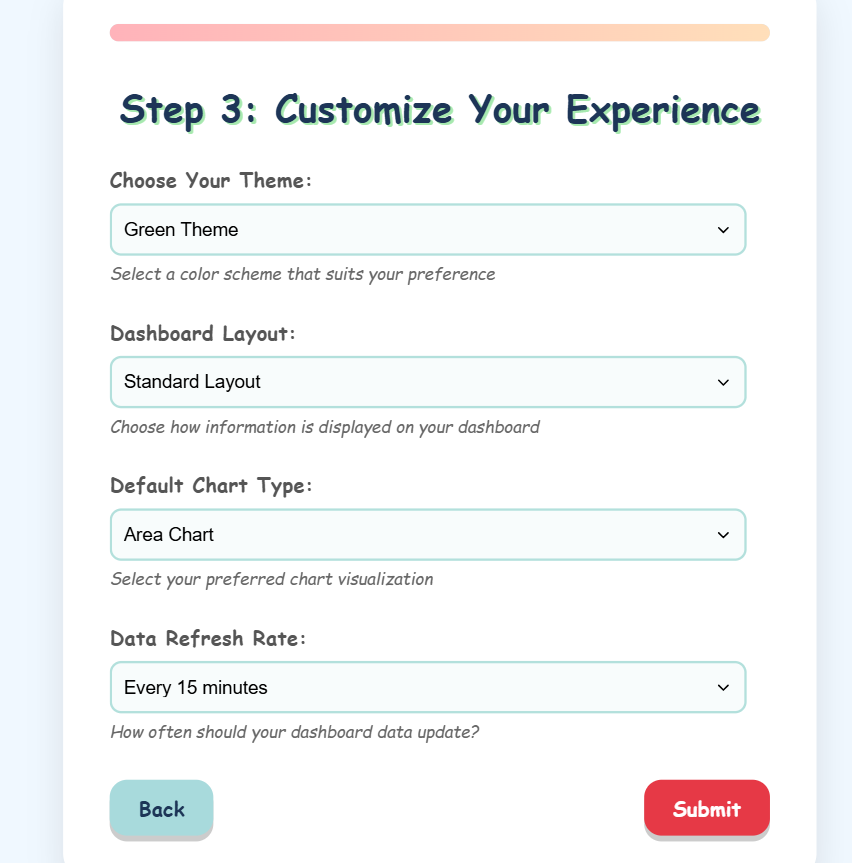 Step 3: Customize Your Experience
Choose Your Theme:
Green Theme
Select a color scheme that suits your preference
Dashboard Layout:
Standard Layout
Choose how information is displayed on your dashboard
Default Chart Type:
Area Chart
Select your preferred chart visualization
Data Refresh Rate:
Every 15 minutes
How often should your dashboard data update?
Back Submit